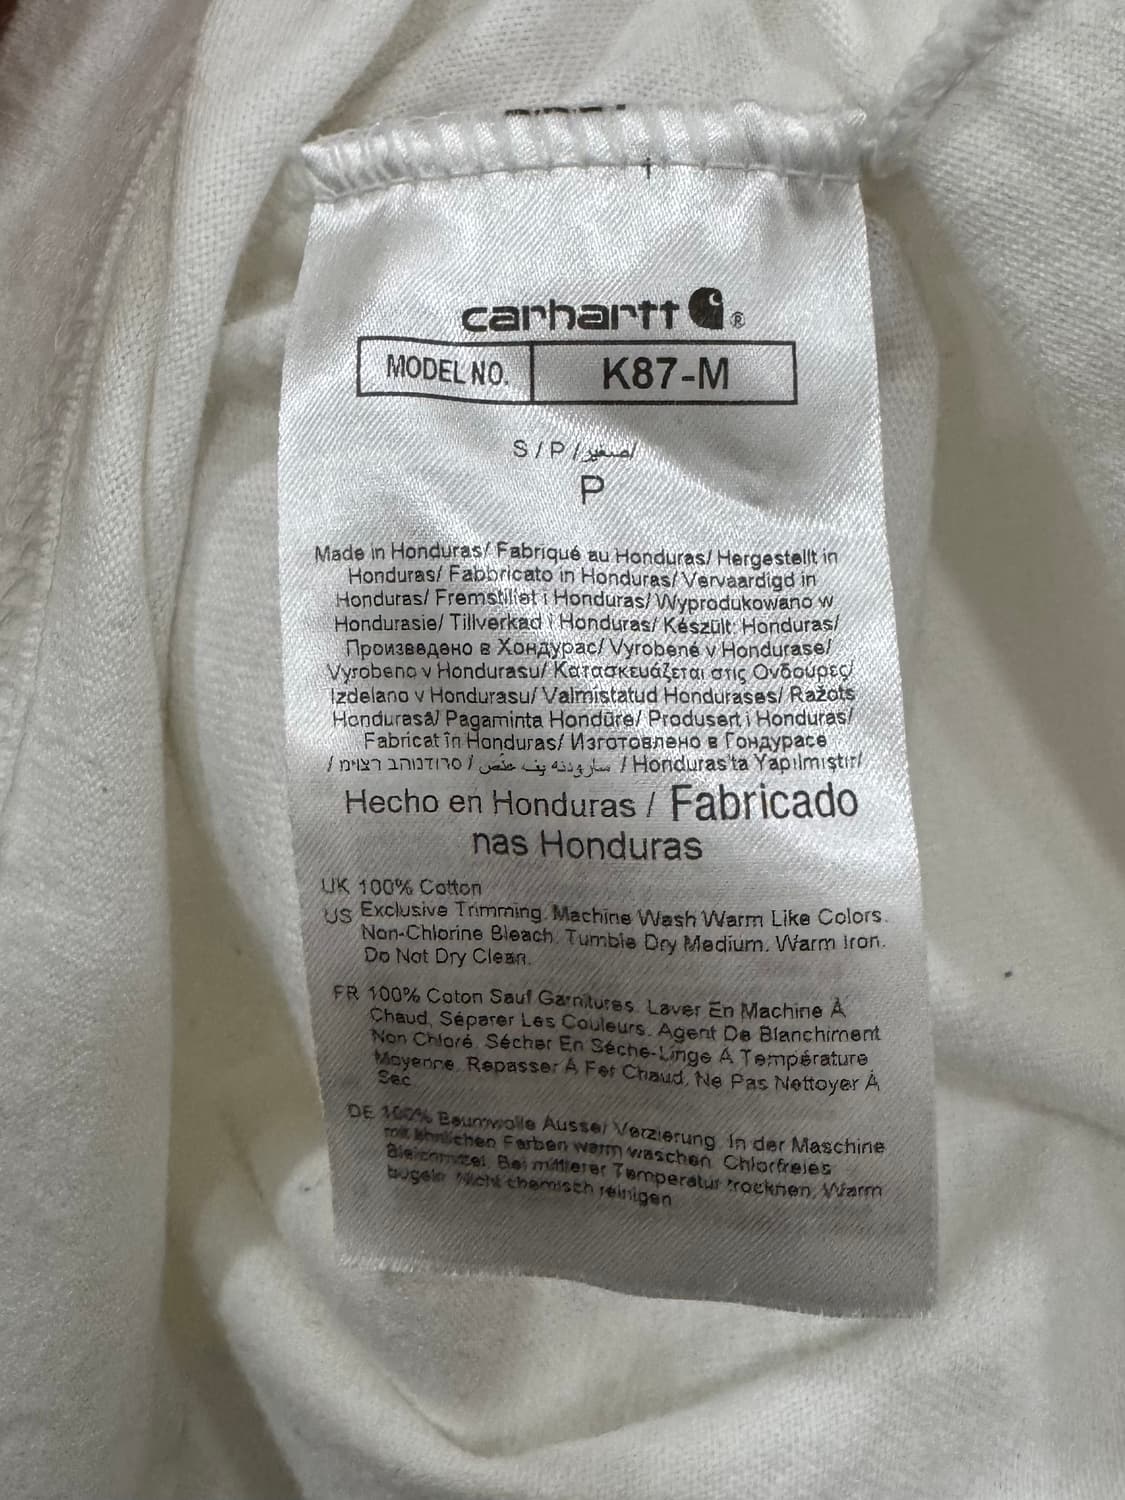 carhartt ®
MODEL NO. K87-M
S / P / صغير/
P
Made in Honduras/ Fabriqué au Honduras/ Hergestellt in
Honduras/ Fabbricato in Honduras/ Vervaardigd in
Honduras/ Fremstillet i Honduras/ Wyprodukowano w
Hondurasie/ Tillverkad i Honduras/ Készült: Honduras/
Произведено в Хондурас/ Vyrobené v Hondurase/
Vyrobeno v Hondurasu/ Κατασκευάζεται στις Ονδούρες/
Izdelano v Hondurasu/ Valmistatud Hondurases/ Ražots
Hondurasā/ Pagaminta Hondūre/ Produsert i Honduras/
Fabricat în Honduras/ Изготовлено в Гондурасе
/ Honduras'ta Yapılmıştır/
Hecho en Honduras / Fabricado
nas Honduras
UK 100% Cotton
US Exclusive Trimming. Machine Wash Warm Like Colors.
Non-Chlorine Bleach. Tumble Dry Medium. Warm Iron.
Do Not Dry Clean.
FR 100% Coton Sauf Garnitures. Laver En Machine À
Chaud, Séparer Les Couleurs. Agent De Blanchiment
Non Chloré. Sécher En Séche-Linge Á Température
Moyenne. Repasser À Fer Chaud. Ne Pas Nettoyer À
Sec
DE 100% Baumwolle Ausser Verzierung. In der Maschine
mit ähnlichen Farben warm waschen. Chlorfreies
Bleichmittel. Bei mittlerer Temperatur trocknen. Warm
bügeln. Nicht chemisch reinigen